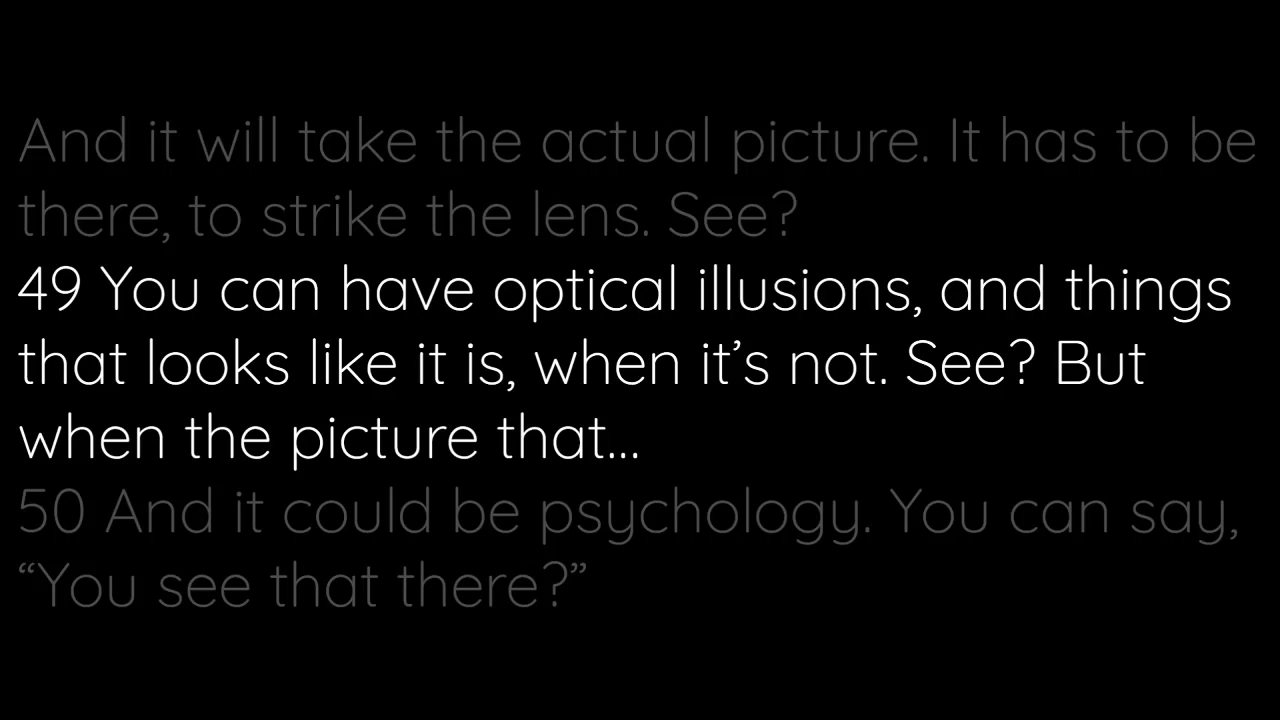 And it will take the actual picture. It has to be
there, to strike the lens. See?
49 You can have optical illusions, and things
that looks like it is, when it’s not. See? But
when the picture that…
50 And it could be psychology. You can say,
“You see that there?”